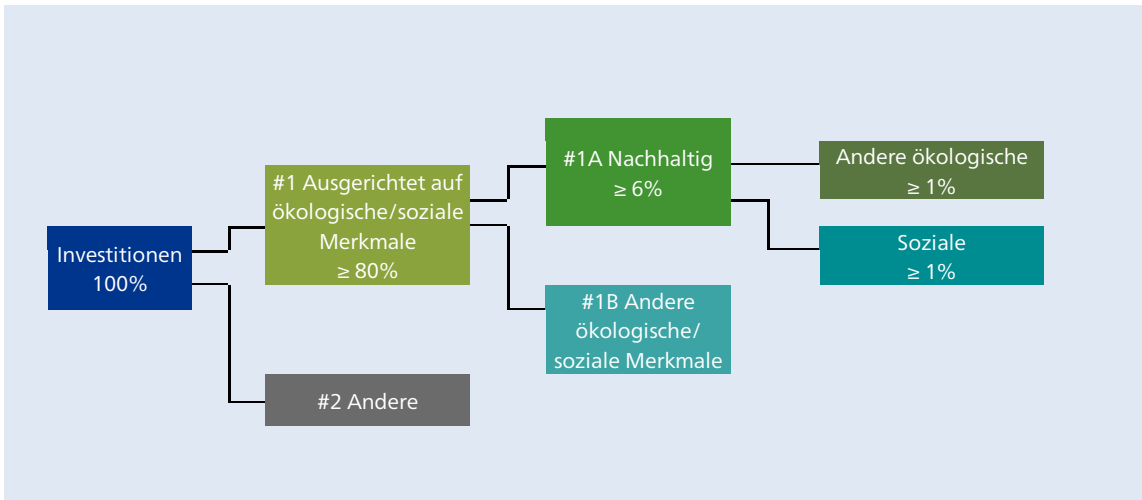 Investitionen
100%
#1 Ausgerichtet auf
ökologische/soziale
Merkmale
≥ 80%
#2 Andere
#1A Nachhaltig
≥ 6%
#1B Andere
ökologische/
soziale Merkmale
Andere ökologische
≥ 1%
Soziale
≥ 1%